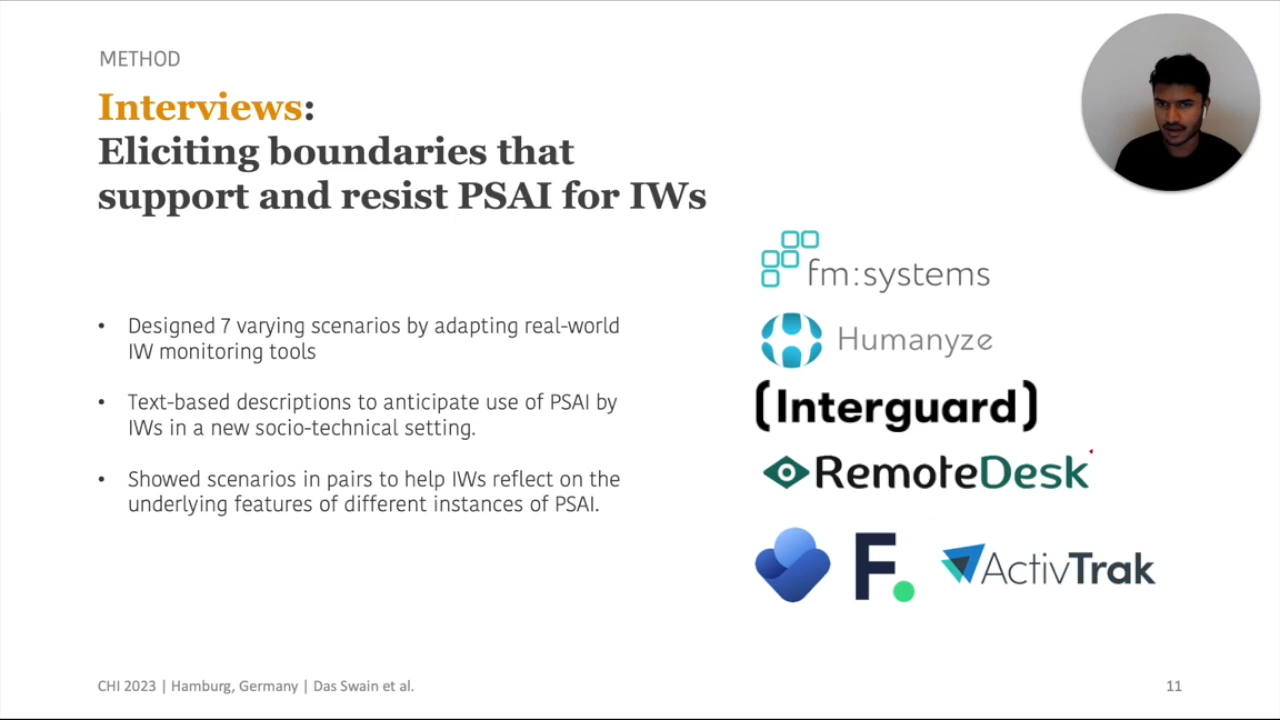 METHOD
Interviews:
Eliciting boundaries that
support and resist PSAI for IWs
• Designed 7 varying scenarios by adapting real-world
IW monitoring tools
• Text-based descriptions to anticipate use of PSAI by
IWs in a new socio-technical setting.
• Showed scenarios in pairs to help IWs reflect on the
underlying features of different instances of PSAI.
fm:systems
Humanyze
(Interguard)
RemoteDesk
F.
ActivTrak
CHI 2023 | Hamburg, Germany | Das Swain et al.
11